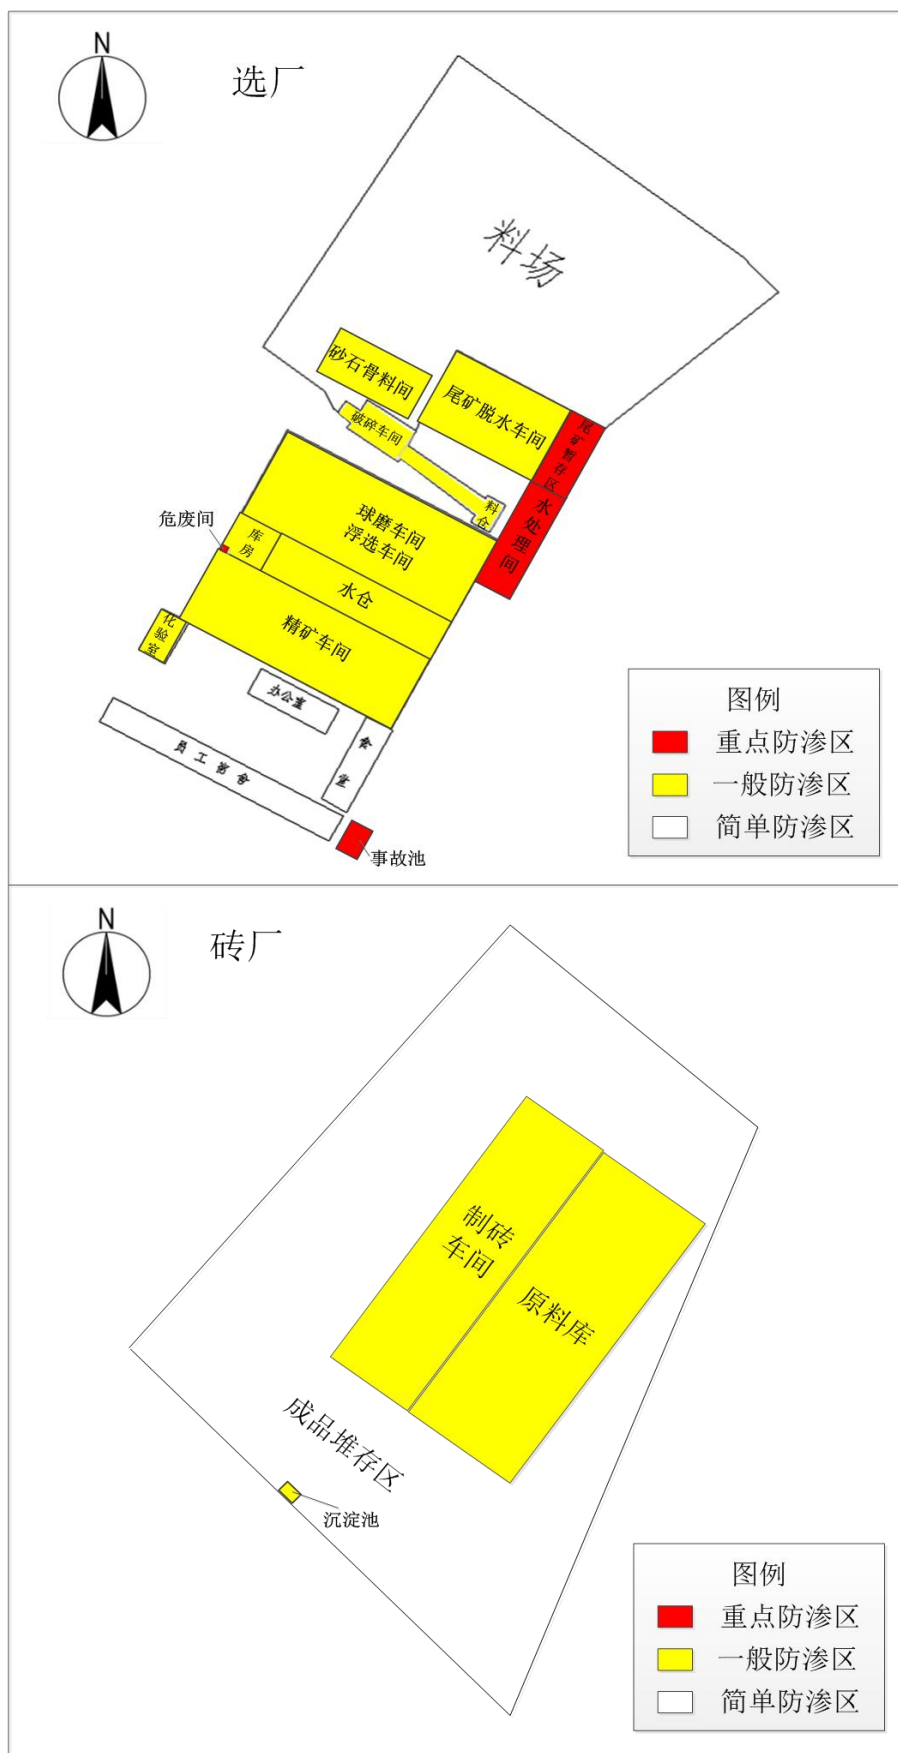 N
选厂
料场
砂石骨料间
尾矿脱水车间
尾矿暂存区
破碎车间
料仓
水处理间
球磨车间
浮选车间
危废间
库房
水仓
精矿车间
化验室
办公室
食堂
员工宿舍
事故池
图例
重点防渗区
一般防渗区
简单防渗区
N
砖厂
制砖
车间
原料库
成品堆存区
沉淀池
图例
重点防渗区
一般防渗区
简单防渗区